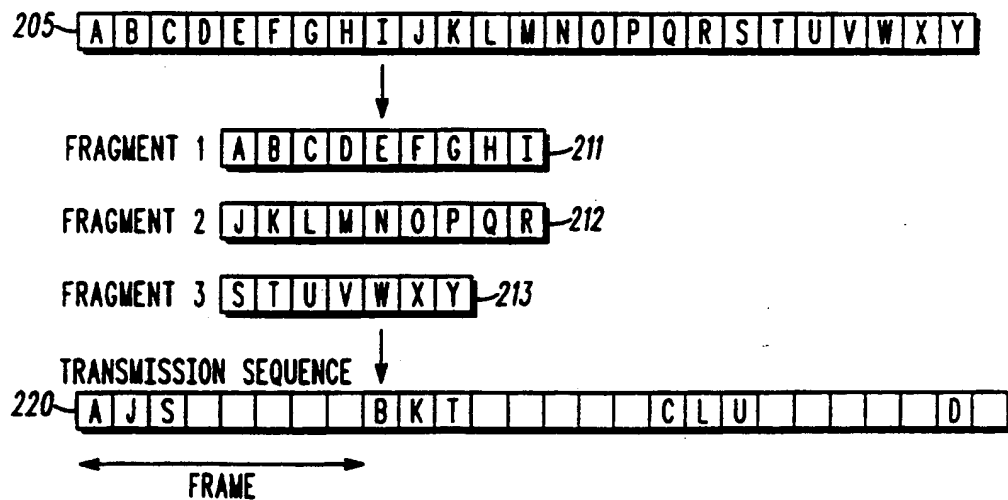 205 A B C D E F G H I J K L M N O P Q R S T U V W X Y
FRAGMENT 1 A B C D E F G H I 211
FRAGMENT 2 J K L M N O P Q R 212
FRAGMENT 3 S T U V W X Y 213
TRANSMISSION SEQUENCE
220 A J S B K T C L U D
FRAME